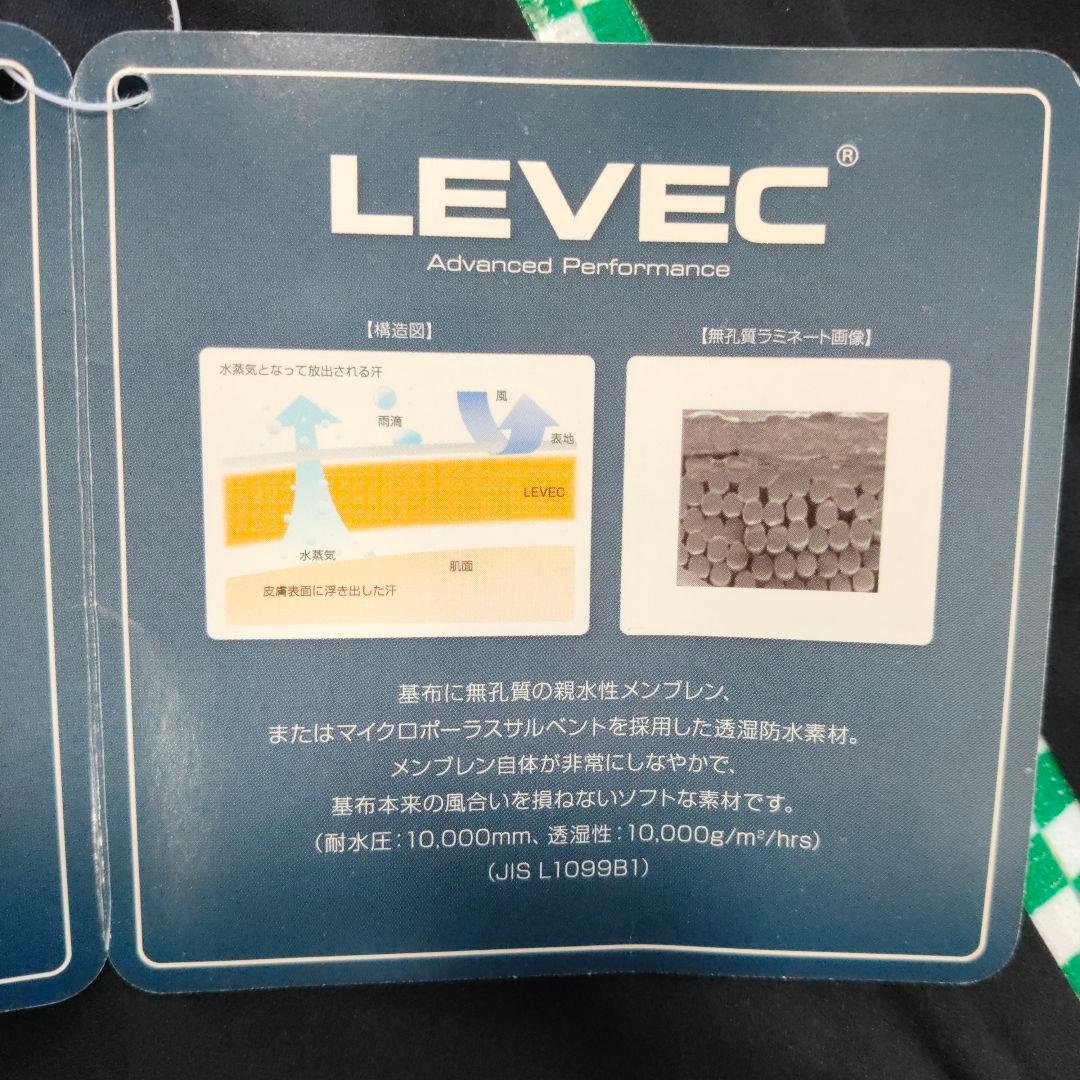 LEVEC®
Advanced Performance
【構造図】
水蒸気となって放出される汗
風
雨滴
表地
LEVEC
水蒸気
肌面
皮膚表面に浮き出した汗
【無孔質ラミネート画像】
基布に無孔質の親水性メンブレン、
またはマイクロポーラスサルベントを採用した透湿防水素材。
メンブレン自体が非常にしなやかで、
基布本来の風合いを損ねないソフトな素材です。
(耐水圧：10,000mm、透湿性：10,000g/m²/hrs)
(JIS L1099B1)